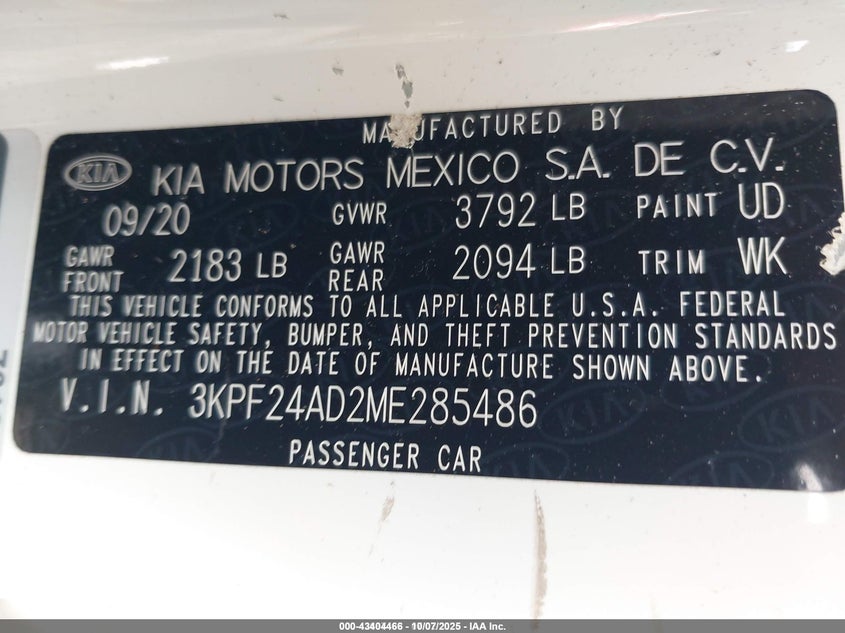 MANUFACTURED BY
KIA KIA MOTORS MEXICO S.A. DE C.V.
09/20 GVWR 3792 LB PAINT UD
GAWR FRONT 2183 LB GAWR REAR 2094 LB TRIM WK
THIS VEHICLE CONFORMS TO ALL APPLICABLE U.S.A. FEDERAL
MOTOR VEHICLE SAFETY, BUMPER, AND THEFT PREVENTION STANDARDS
IN EFFECT ON THE DATE OF MANUFACTURE SHOWN ABOVE.
V.I.N. 3KPF24AD2ME285486
PASSENGER CAR
000-43404466 - 10/07/2025 - IAA Inc.